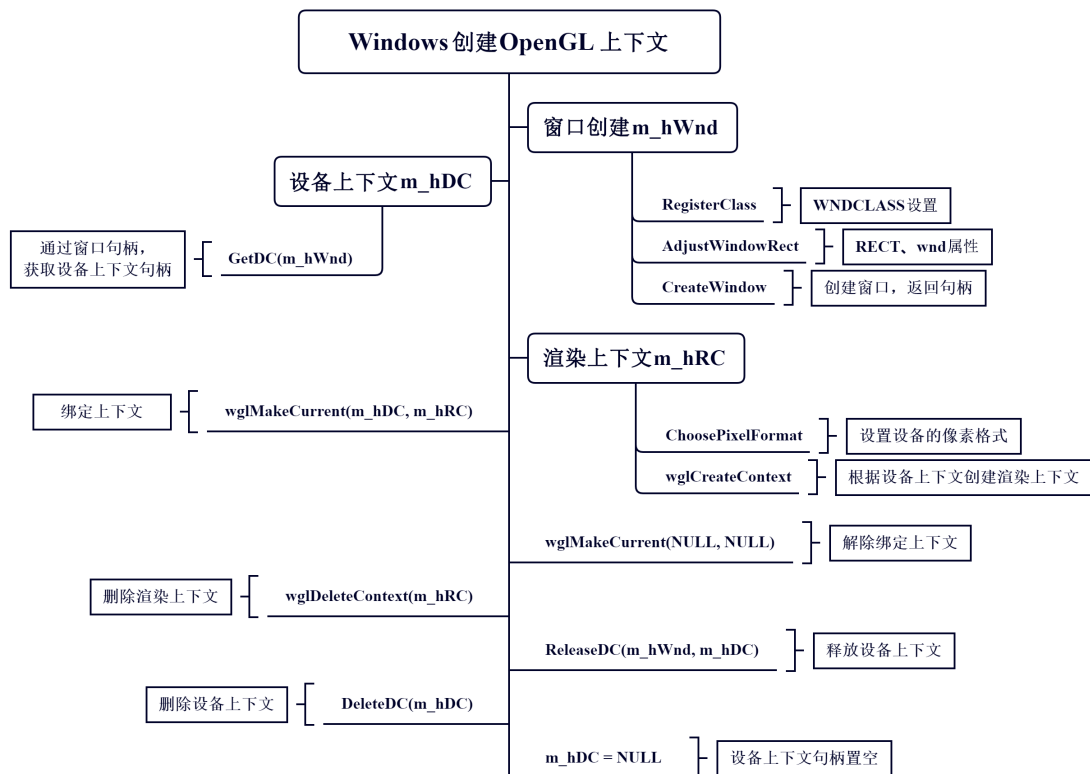 Windows 创建OpenGL 上下文
窗口创建m_hWnd
RegisterClass
WNDCLASS设置
AdjustWindowRect
RECT、wnd属性
CreateWindow
创建窗口，返回句柄
设备上下文m_hDC
GetDC(m_hWnd)
通过窗口句柄，
获取设备上下文句柄
渲染上下文m_hRC
ChoosePixelFormat
设置设备的像素格式
wglCreateContext
根据设备上下文创建渲染上下文
wglMakeCurrent(m_hDC, m_hRC)
绑定上下文
wglMakeCurrent(NULL, NULL)
解除绑定上下文
wglDeleteContext(m_hRC)
删除渲染上下文
ReleaseDC(m_hWnd, m_hDC)
释放设备上下文
DeleteDC(m_hDC)
删除设备上下文
m_hDC = NULL
设备上下文句柄置空